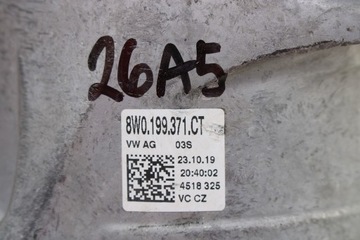 26A5
8W0.199.371.CT
VW AG 03S
23.10.19
20:40:02
4518 325
VC CZ